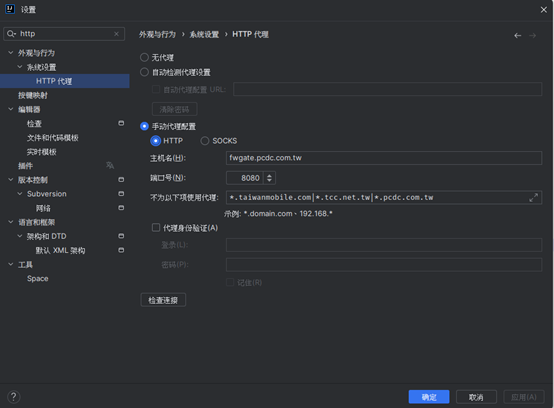 设置
http
外观与行为 › 系统设置 › HTTP 代理
外观与行为
系统设置
HTTP 代理
按键映射
编辑器
检查
文件和代码模板
实时模板
插件
版本控制
Subversion
网络
语言和框架
架构和 DTD
默认 XML 架构
工具
Space
无代理
自动检测代理设置
自动代理配置 URL:
清除密码
手动代理配置
HTTP
SOCKS
主机名(H):
fwgate.pcdc.com.tw
端口号(N):
8080
不为以下项使用代理:
*.taiwanmobile.com|*.tcc.net.tw|*.pcdc.com.tw
示例: *.domain.com、192.168.*
代理身份验证(A)
登录(L):
密码(P):
记住(R)
检查连接
?
确定
取消
应用(A)